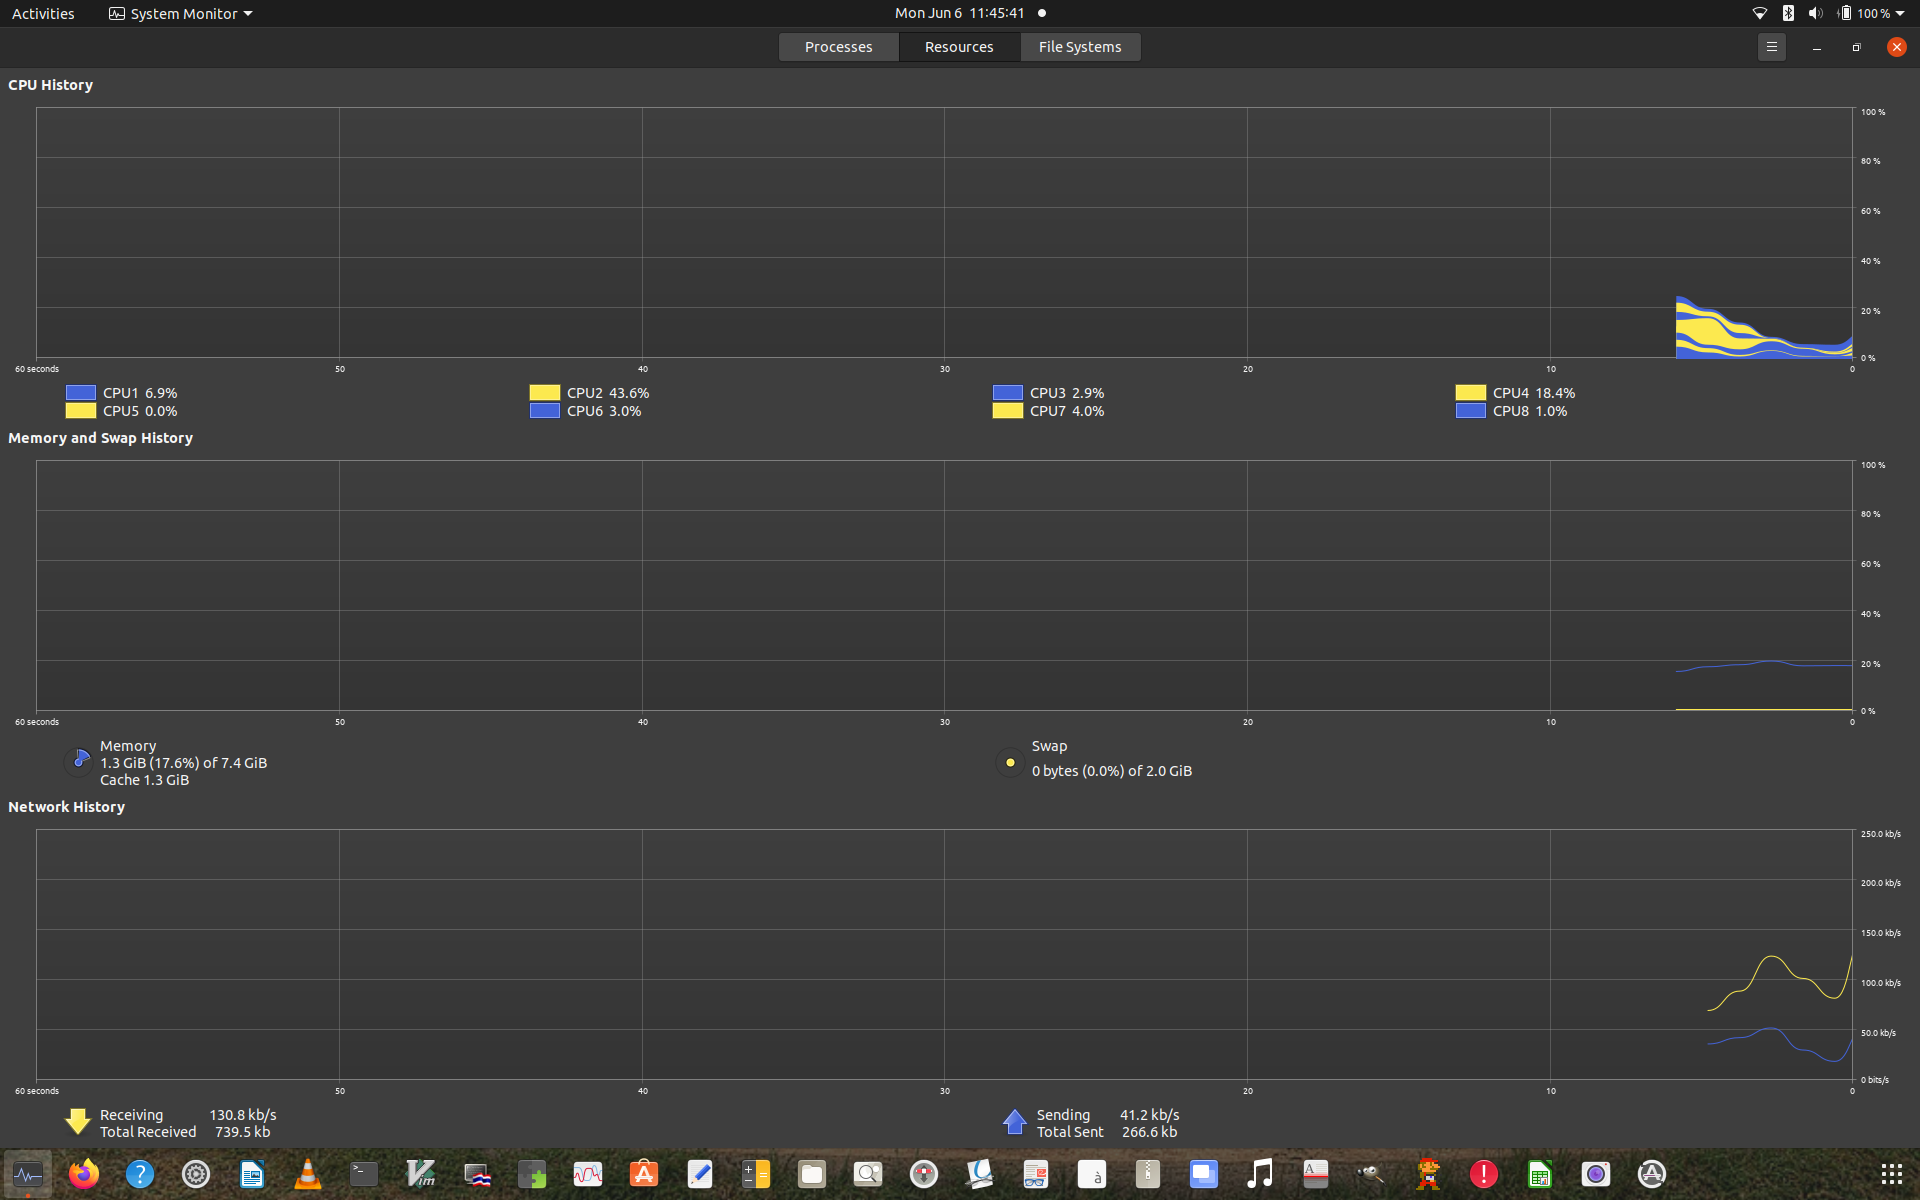 Activities System Monitor Mon Jun 6 11:45:41 100 %
Processes Resources File Systems
CPU History
100 %
80 %
60 %
40 %
20 %
0 %
60 seconds 50 40 30 20 10 0
CPU1 6.9% CPU2 43.6% CPU3 2.9% CPU4 18.4%
CPU5 0.0% CPU6 3.0% CPU7 4.0% CPU8 1.0%
Memory and Swap History
100 %
80 %
60 %
40 %
20 %
0 %
60 seconds 50 40 30 20 10 0
Memory
1.3 GiB (17.6%) of 7.4 GiB
Cache 1.3 GiB
Swap
0 bytes (0.0%) of 2.0 GiB
Network History
250.0 kb/s
200.0 kb/s
150.0 kb/s
100.0 kb/s
50.0 kb/s
0 bits/s
60 seconds 50 40 30 20 10 0
Receiving 130.8 kb/s
Total Received 739.5 kb
Sending 41.2 kb/s
Total Sent 266.6 kb